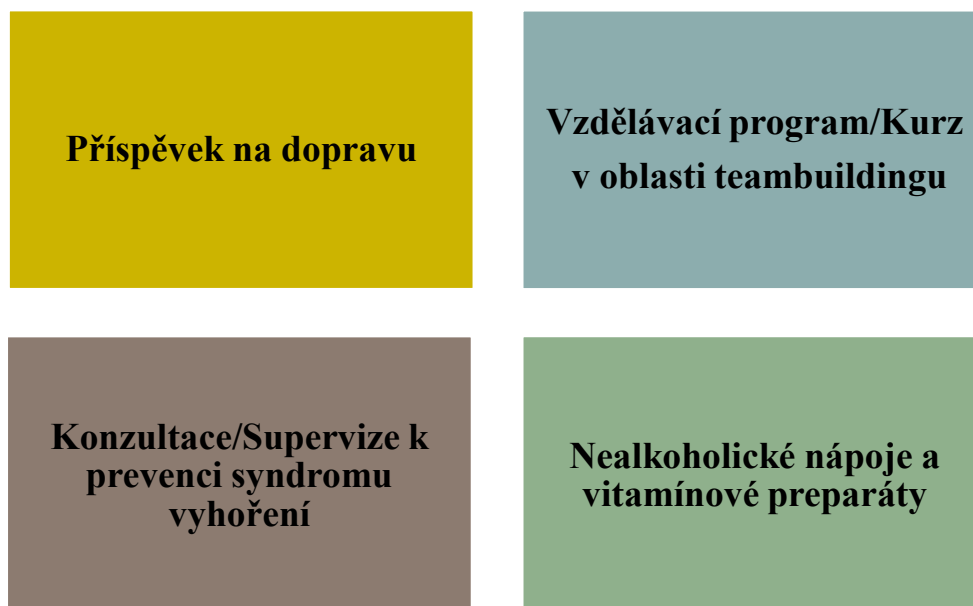 Příspěvek na dopravu
Vzdělávací program/Kurz
v oblasti teambuildingu
Konzultace/Supervize k
prevenci syndromu
vyhoření
Nealkoholické nápoje a
vitamínové preparáty